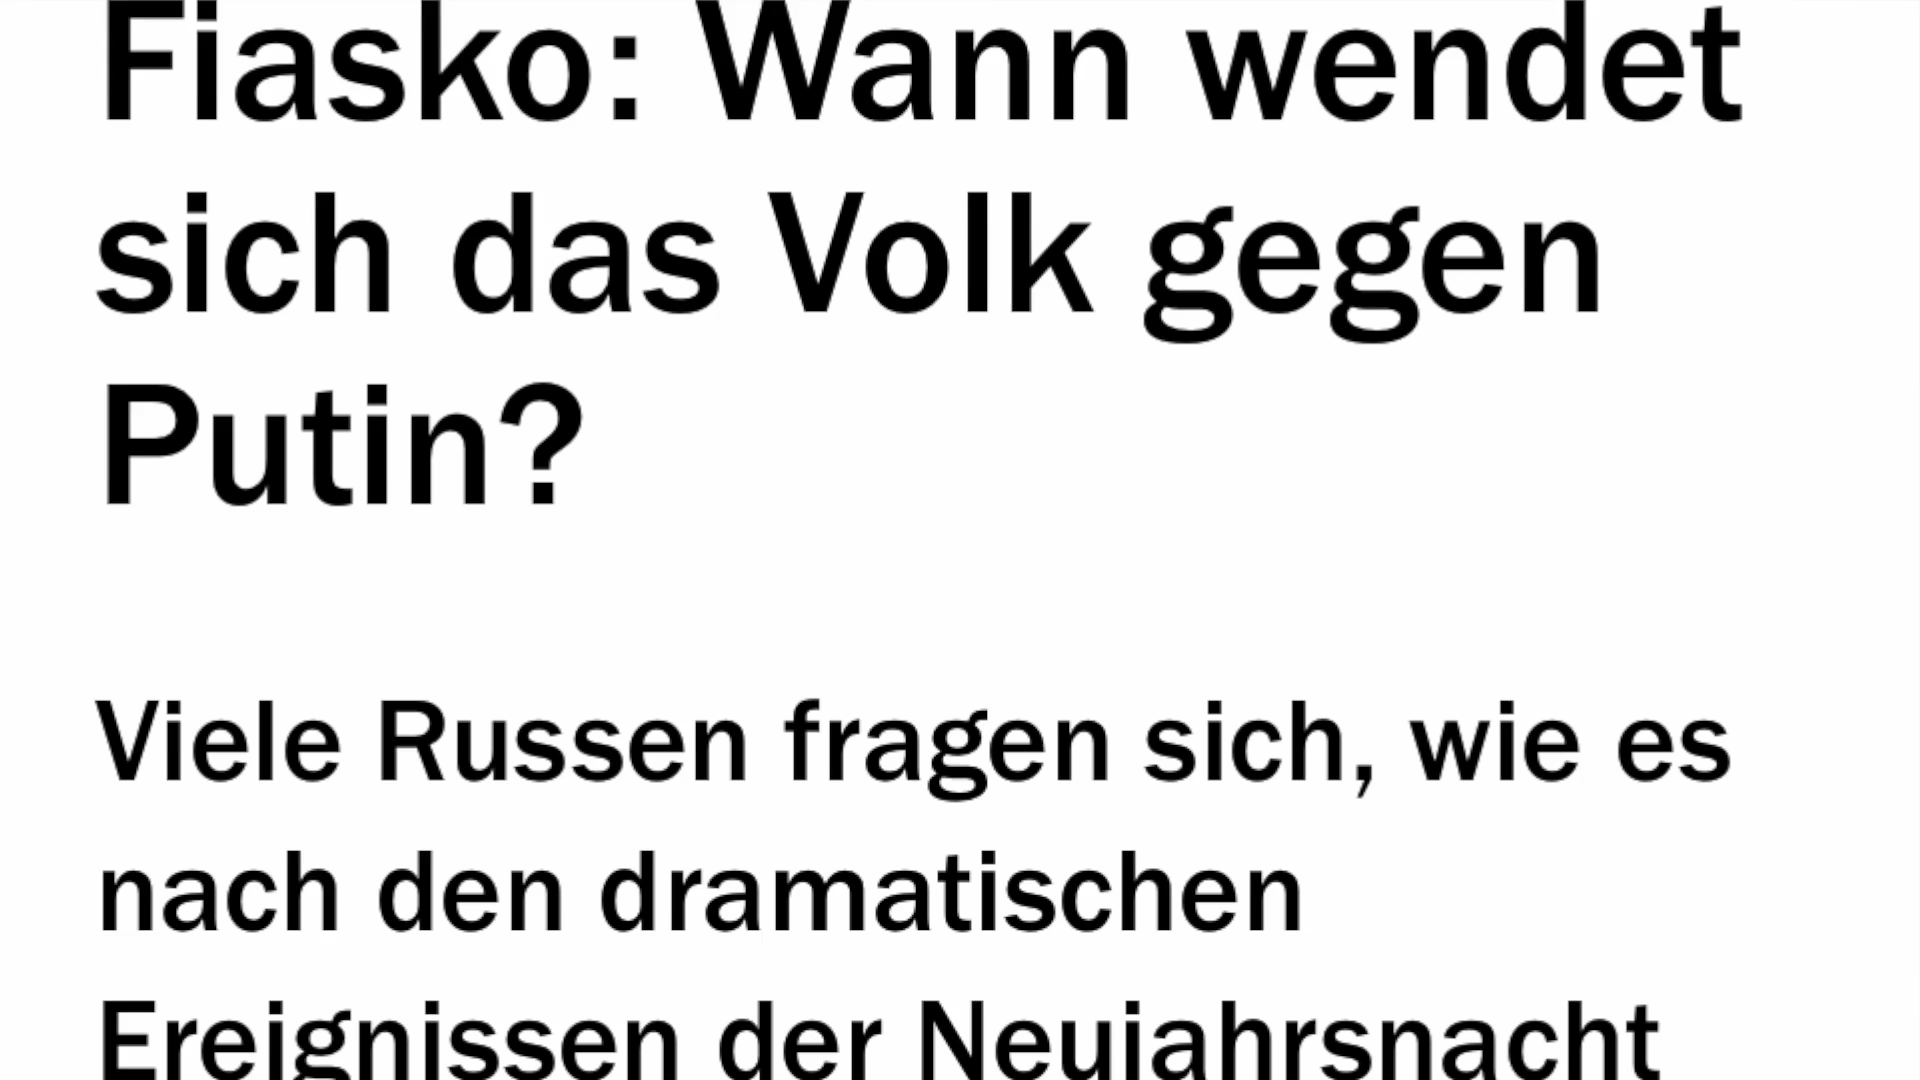 Fiasko: Wann wendet
sich das Volk gegen
Putin?
Viele Russen fragen sich, wie es
nach den dramatischen
Ereignissen der Neujahrsnacht